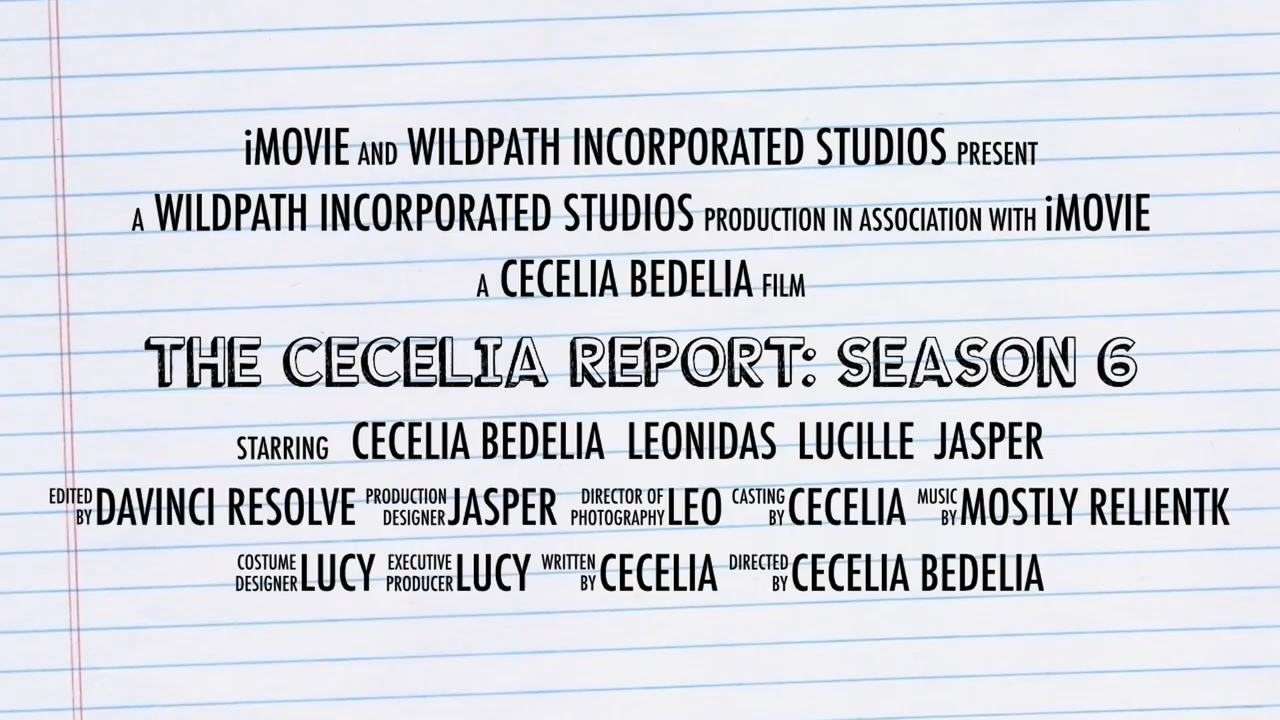 iMOVIE AND WILDPATH INCORPORATED STUDIOS PRESENT
A WILDPATH INCORPORATED STUDIOS PRODUCTION IN ASSOCIATION WITH iMOVIE
A CECELIA BEDELIA FILM
THE CECELIA REPORT: SEASON 6
STARRING CECELIA BEDELIA LEONIDAS LUCILLE JASPER
EDITED BY DAVINCI RESOLVE PRODUCTION DESIGNER JASPER DIRECTOR OF PHOTOGRAPHY LEO CASTING BY CECELIA MUSIC BY MOSTLY RELIENTK
COSTUME DESIGNER LUCY EXECUTIVE PRODUCER LUCY WRITTEN BY CECELIA DIRECTED BY CECELIA BEDELIA